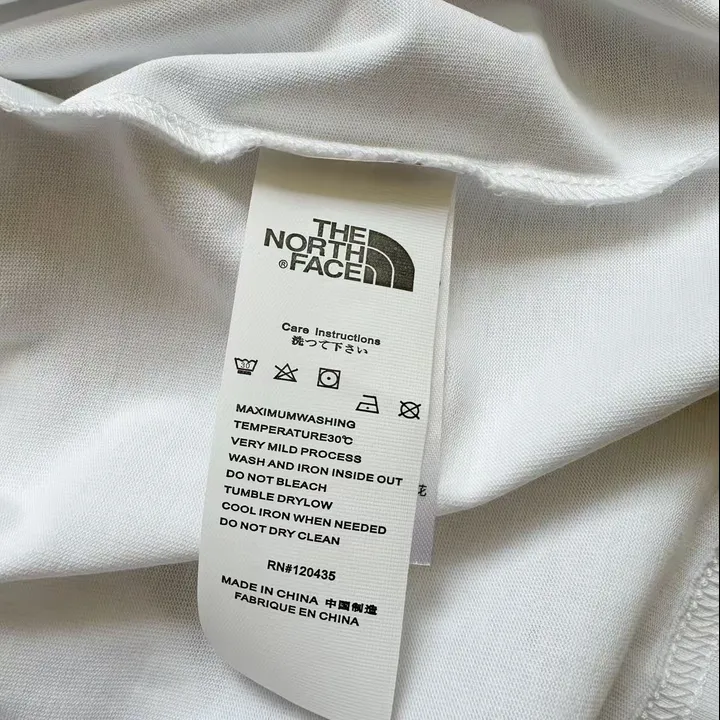 THE
NORTH
® FACE
Care Instructions
洗つて下さい
30
MAXIMUMWASHING
TEMPERATURE30℃
VERY MILD PROCESS
WASH AND IRON INSIDE OUT
DO NOT BLEACH
TUMBLE DRYLOW
COOL IRON WHEN NEEDED
DO NOT DRY CLEAN
花
RN#120435
MADE IN CHINA 中国制造
FABRIQUE EN CHINA